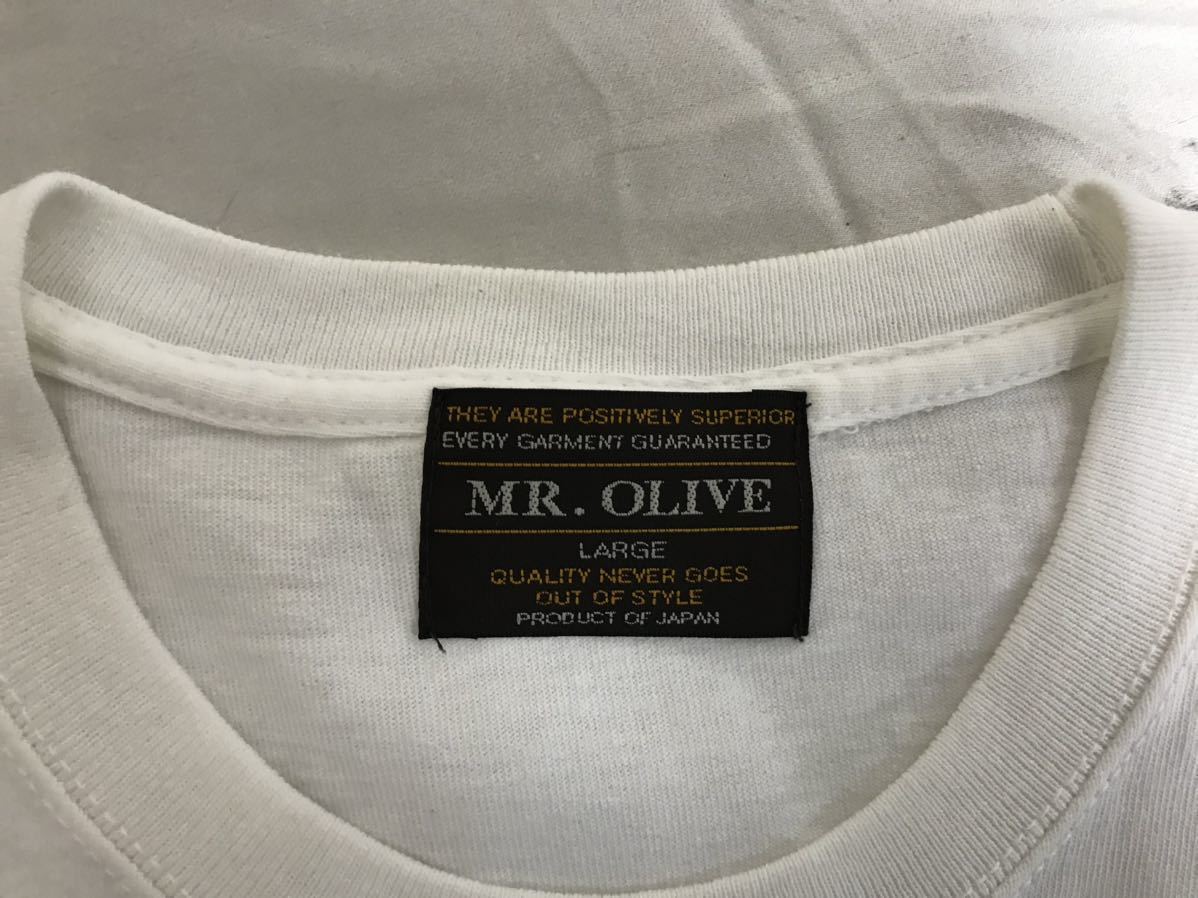 THEY ARE POSITIVELY SUPERIOR
EVERY GARMENT GUARANTEED
MR. OLIVE
LARGE
QUALITY NEVER GOES
OUT OF STYLE
PRODUCT OF JAPAN